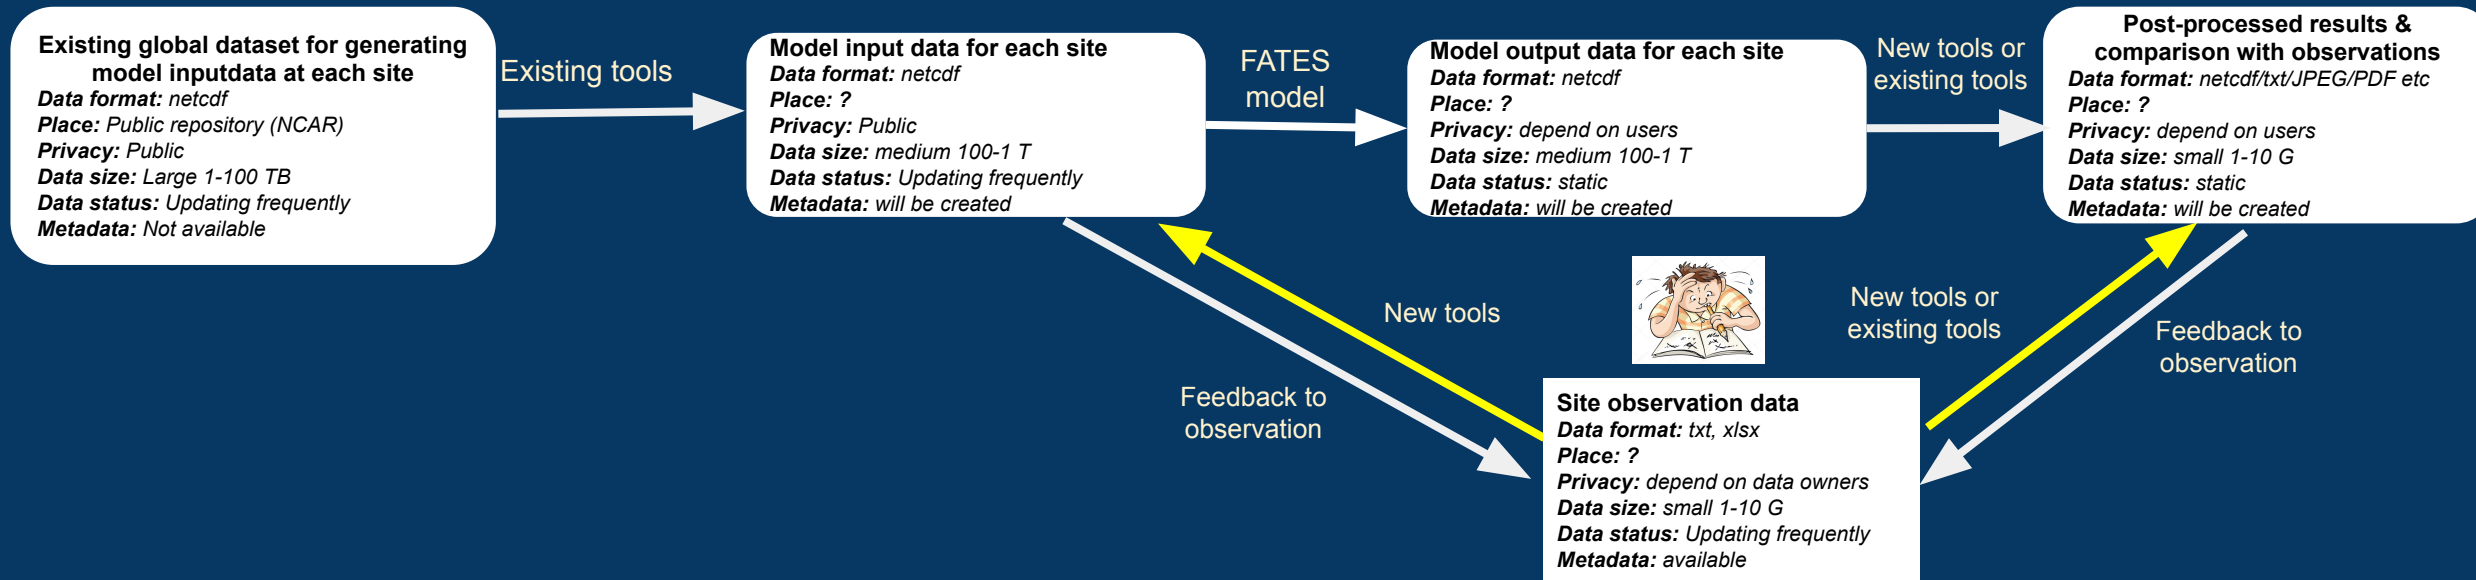 Existing global dataset for generating
model inputdata at each site
Data format: netcdf
Place: Public repository (NCAR)
Privacy: Public
Data size: Large 1-100 TB
Data status: Updating frequently
Metadata: Not available
Existing tools
Model input data for each site
Data format: netcdf
Place: ?
Privacy: Public
Data size: medium 100-1 T
Data status: Updating frequently
Metadata: will be created
FATES
model
Model output data for each site
Data format: netcdf
Place: ?
Privacy: depend on users
Data size: medium 100-1 T
Data status: static
Metadata: will be created
New tools or
existing tools
Post-processed results &
comparison with observations
Data format: netcdf/txt/JPEG/PDF etc
Place: ?
Privacy: depend on users
Data size: small 1-10 G
Data status: static
Metadata: will be created
New tools
Feedback to
observation
New tools or
existing tools
Feedback to
observation
Site observation data
Data format: txt, xlsx
Place: ?
Privacy: depend on data owners
Data size: small 1-10 G
Data status: Updating frequently
Metadata: available